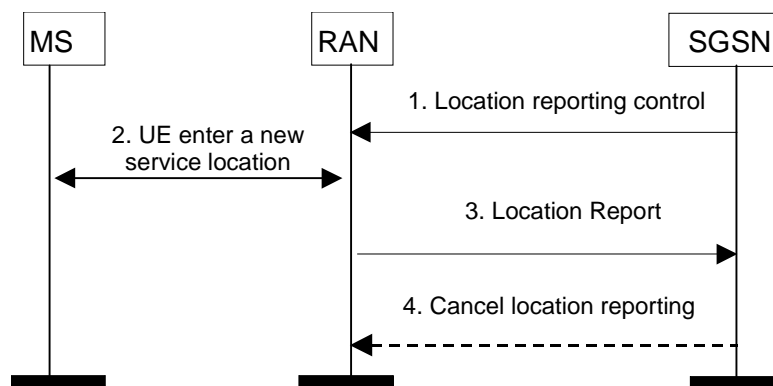 MS
RAN
SGSN
1. Location reporting control
2. UE enter a new
service location
3. Location Report
4. Cancel location reporting